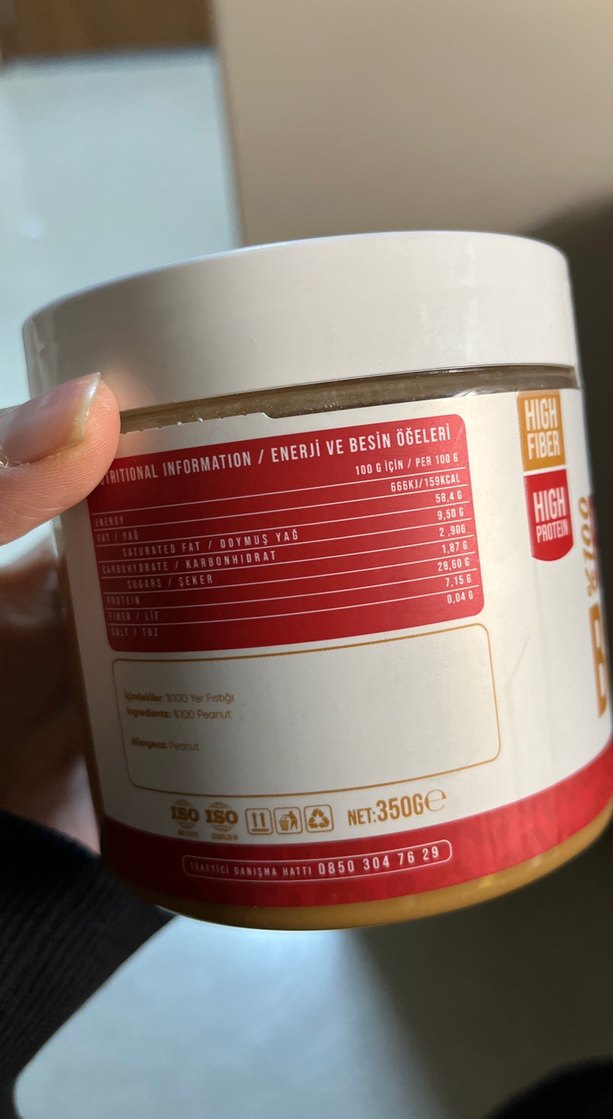 NUTRITIONAL INFORMATION / ENERJİ VE BESİN ÖĞELERİ
100 G İÇİN / PER 100 G
ENERGY 666KJ/159KCAL
FAT / YAĞ 58,4 G
SATURATED FAT / DOYMUŞ YAĞ 9,50 G
CARBOHYDRATE / KARBONHIDRAT 2 ,90G
SUGARS / ŞEKER 1,87 G
PROTEIN 28,60 G
FIBER / LİF 7,15 G
SALT / TUZ 0,04 G
HIGH
FIBER
HIGH
PROTEIN
%100
İçindekiler: %100 Yer Fıstığı
Ingredients: %100 Peanut
Allergens: Peanut
ISO ISO
NET:350G℮
TÜKETİCİ DANIŞMA HATTI 0850 304 76 29